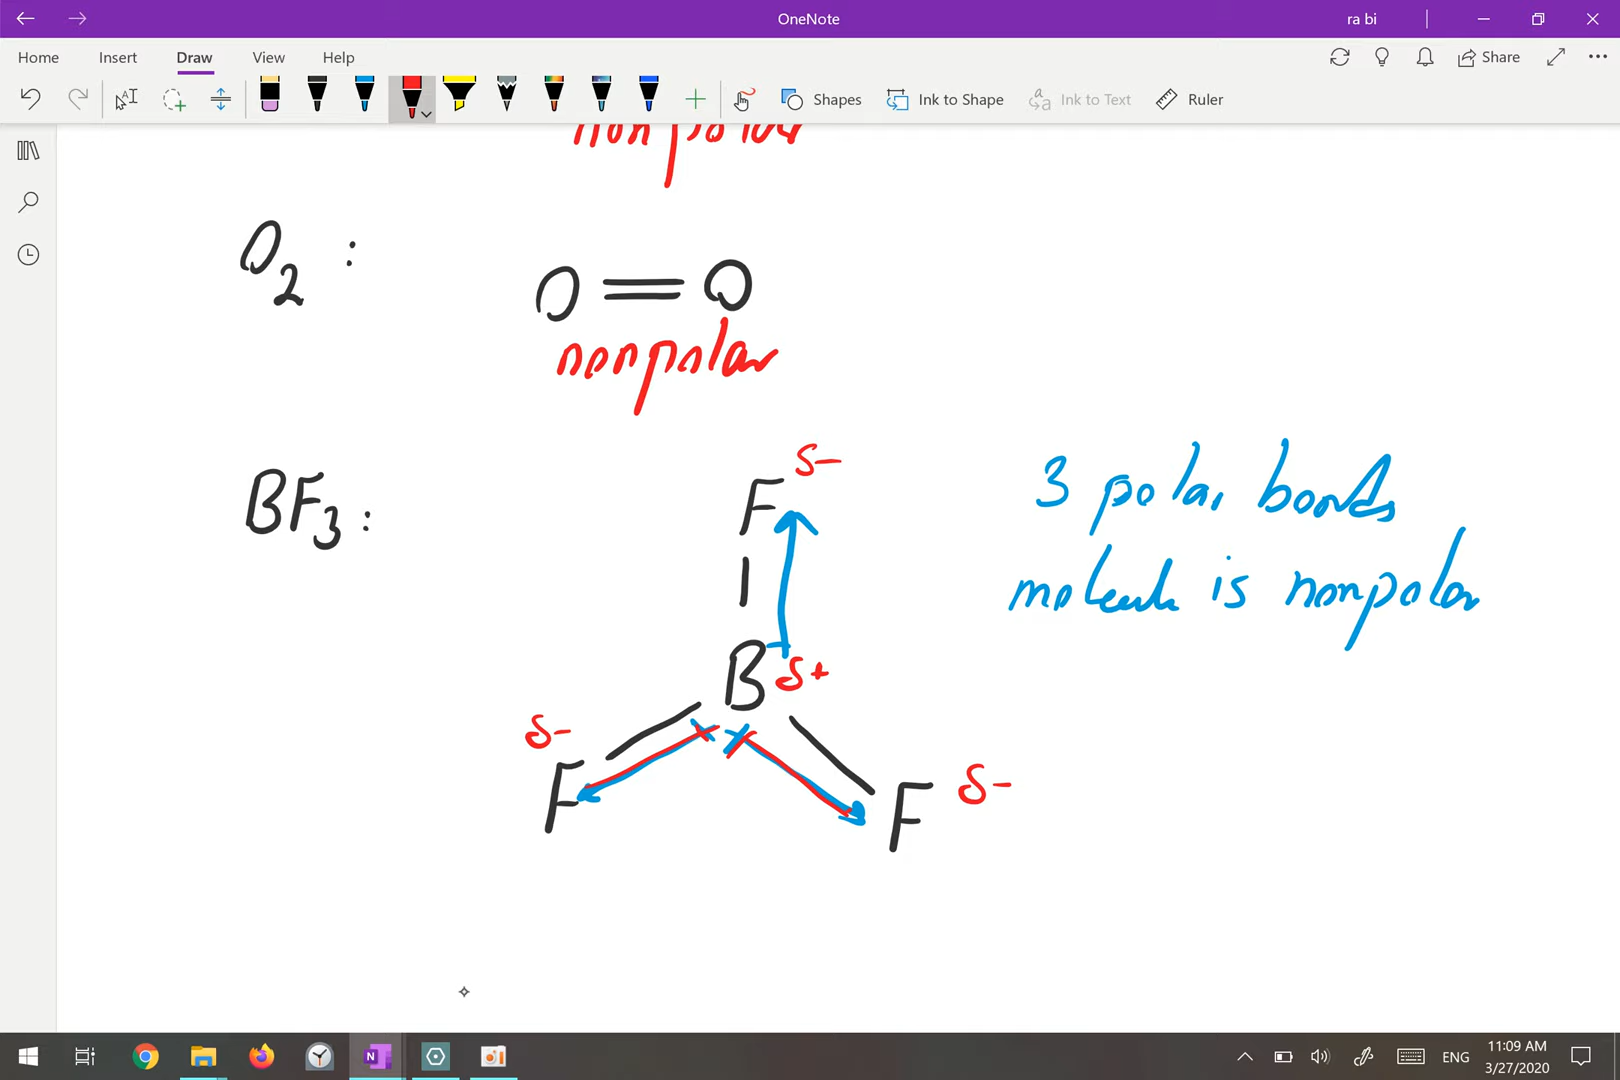 OneNote
ra bi
Home Insert Draw View Help
Share
Shapes
Ink to Shape
Ink to Text
Ruler
nonpolar
O2 :
O = O
nonpolar
BF3 :
F δ-
3 polar bonds
molecule is nonpolar
B δ+
δ-
F
F δ-
ENG
11:09 AM
3/27/2020